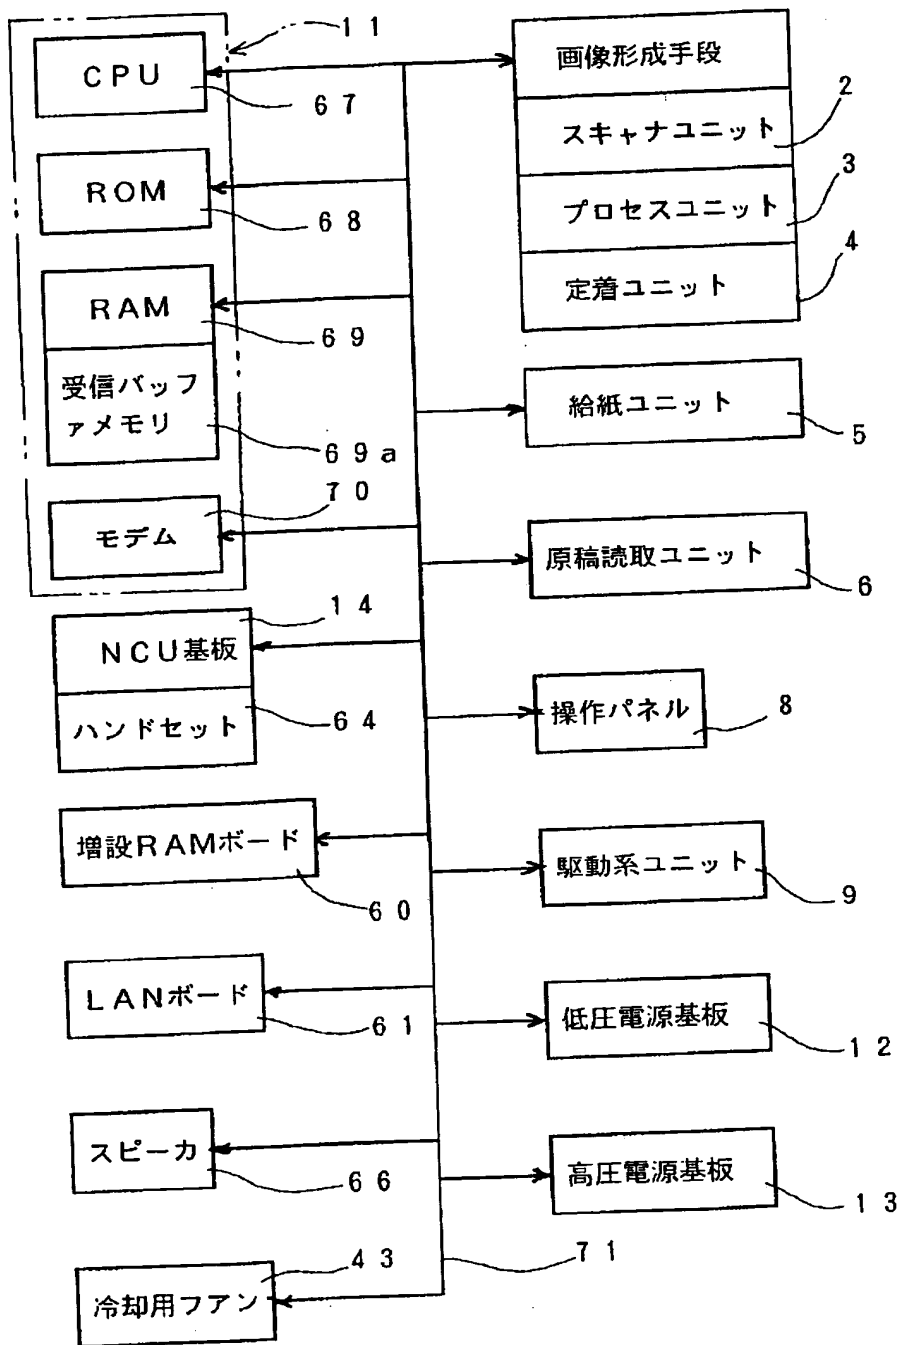 11
CPU
67
ROM
68
RAM
69
受信バッフ
ァメモリ
69a
70
モデム
14
NCU基板
ハンドセット
64
増設RAMボード
60
LANボード
61
スピーカ
66
43
冷却用フアン
71
画像形成手段
2
スキャナユニット
3
プロセスユニット
4
定着ユニット
給紙ユニット
5
原稿読取ユニット
6
操作パネル
8
駆動系ユニット
9
低圧電源基板
12
高圧電源基板
13